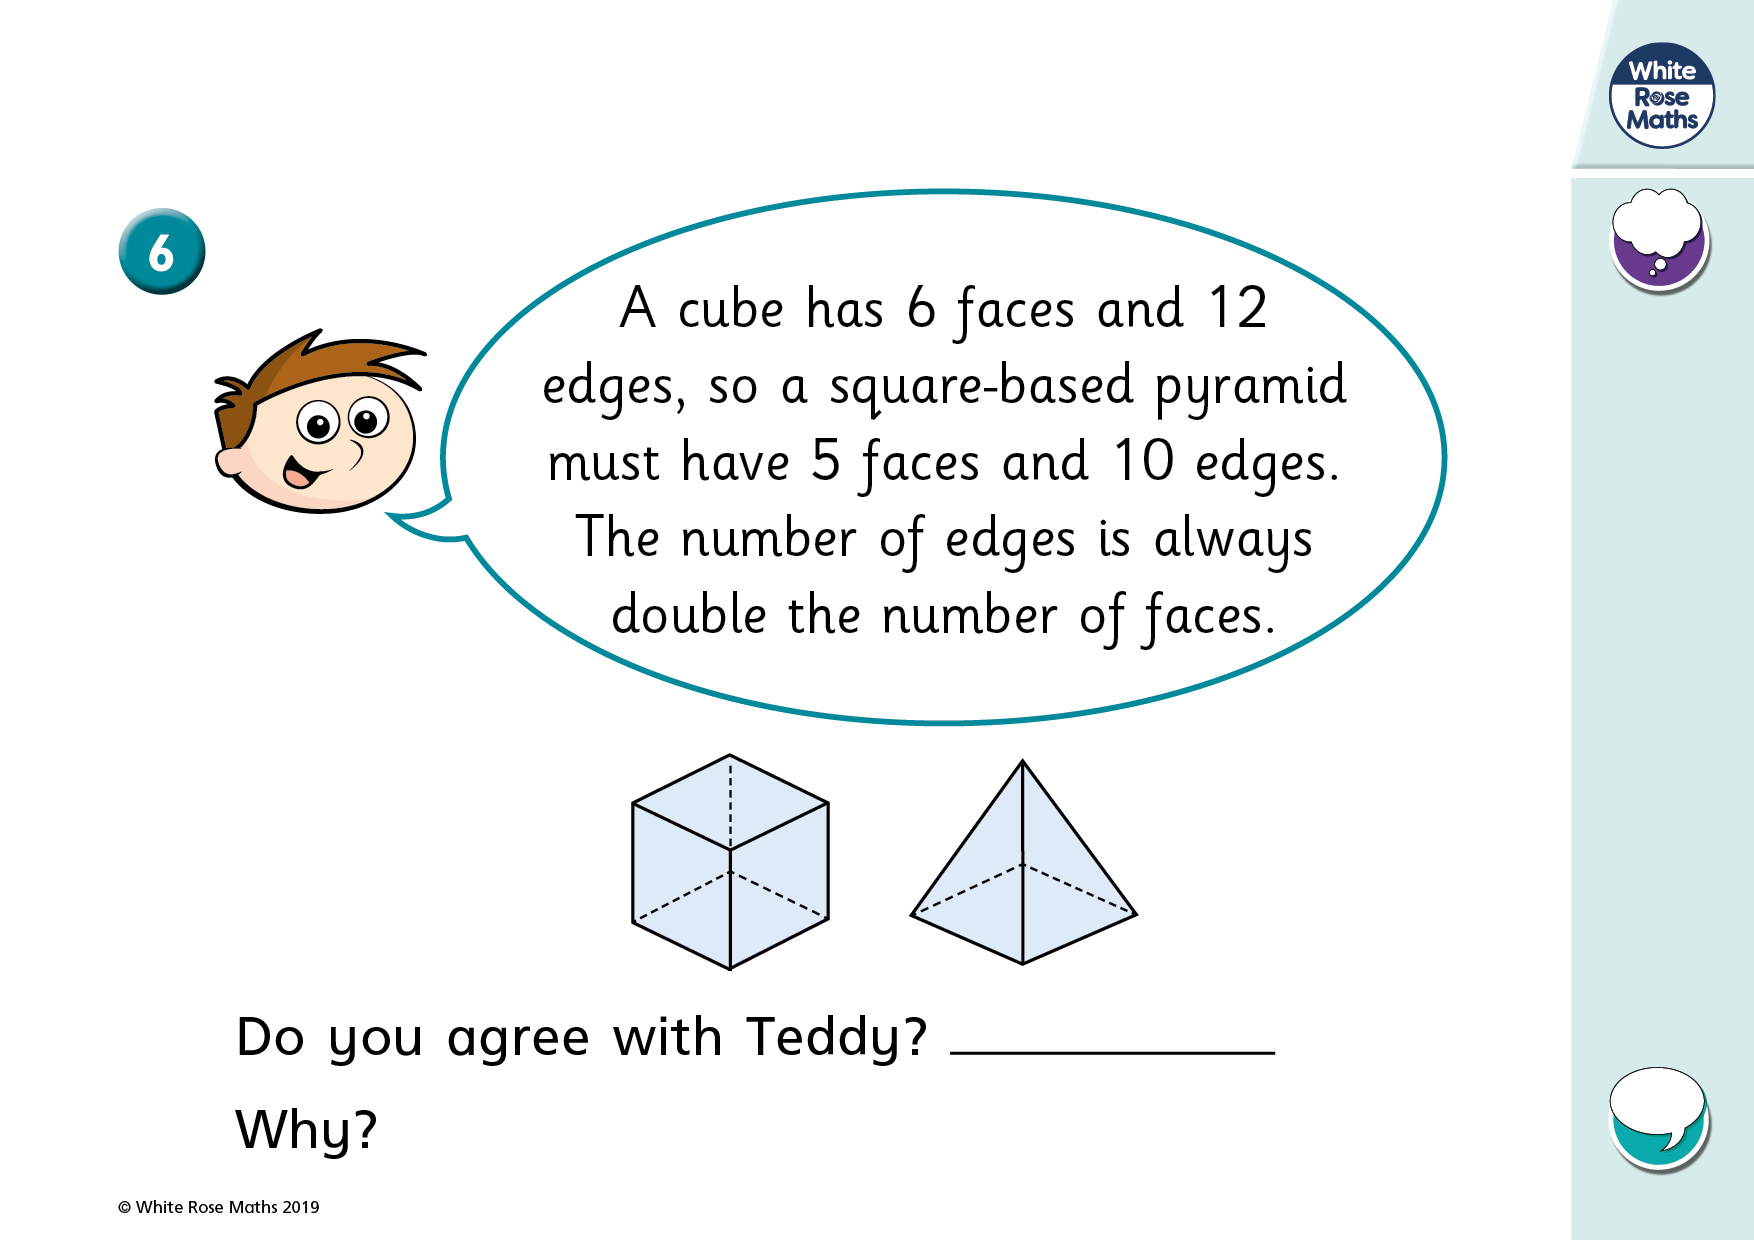 White
Rose
Maths
6
A cube has 6 faces and 12
edges, so a square-based pyramid
must have 5 faces and 10 edges.
The number of edges is always
double the number of faces.
Do you agree with Teddy? ____________
Why?
© White Rose Maths 2019